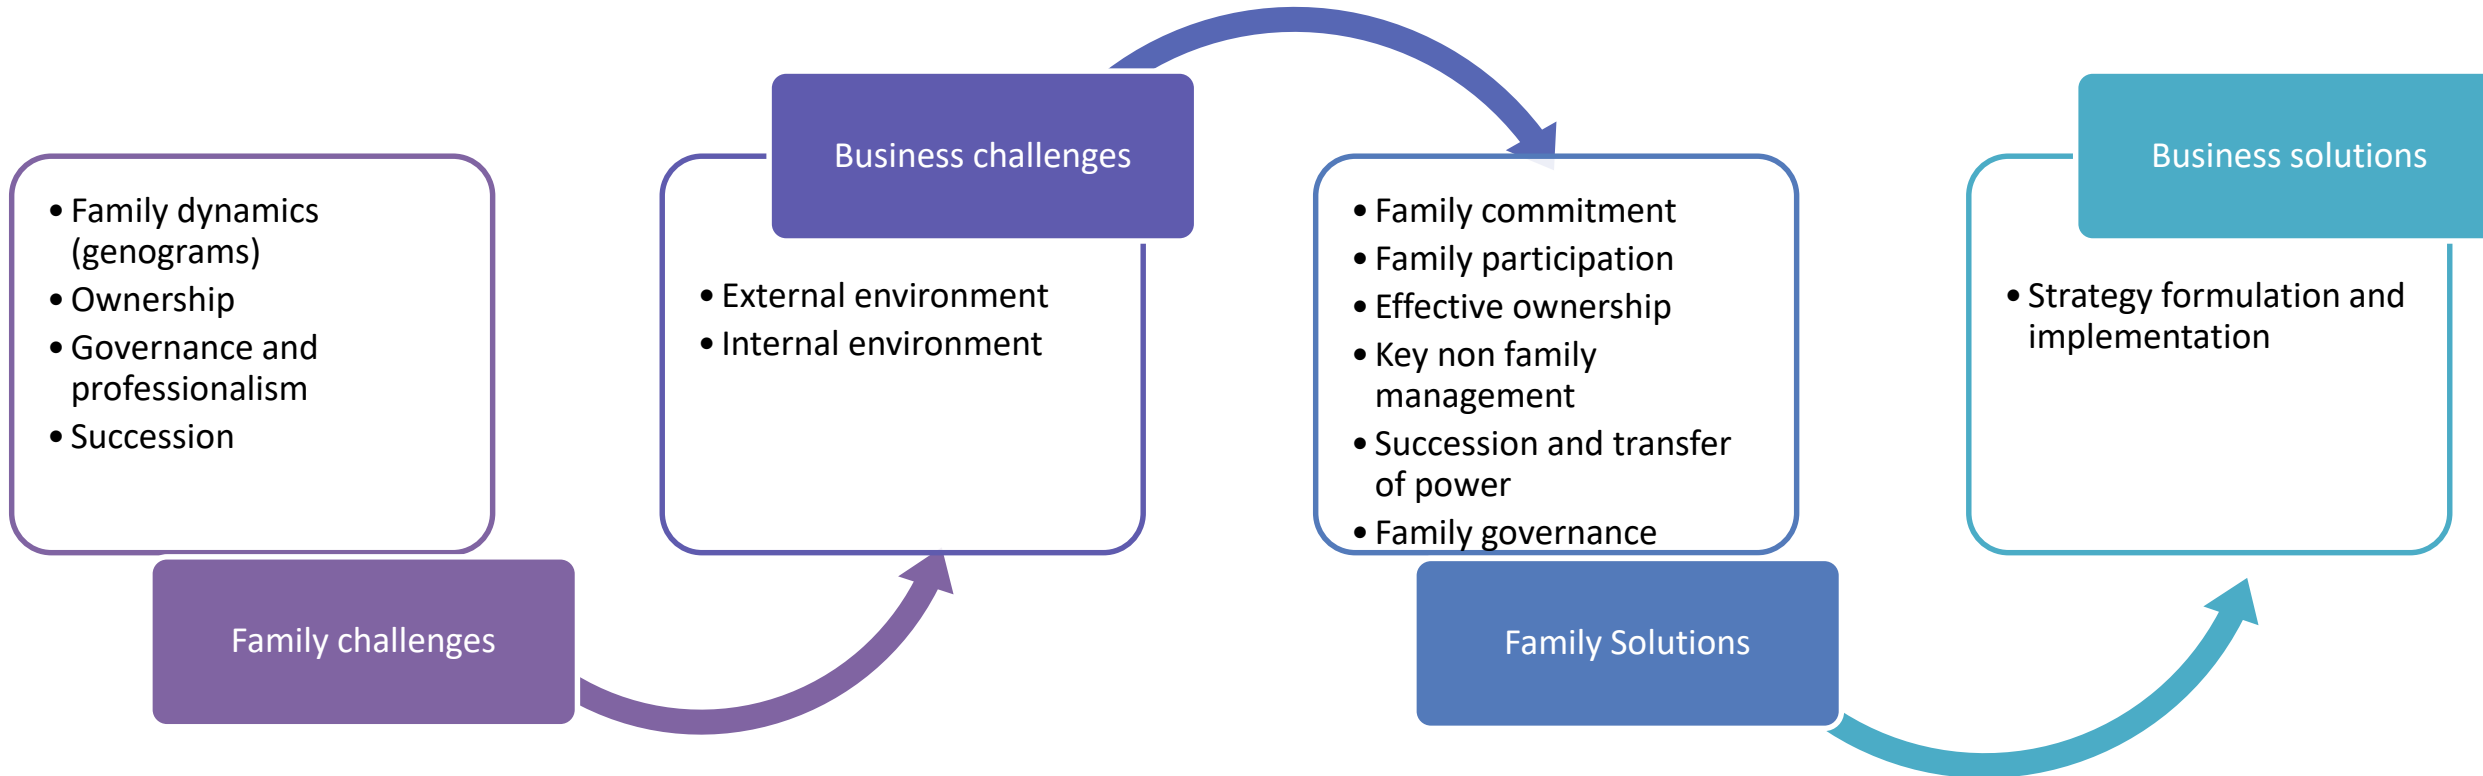 • Family dynamics
(genograms)
• Ownership
• Governance and
professionalism
• Succession
Family challenges
Business challenges
• External environment
• Internal environment
• Family commitment
• Family participation
• Effective ownership
• Key non family
management
• Succession and transfer
of power
• Family governance
Family Solutions
Business solutions
• Strategy formulation and
implementation